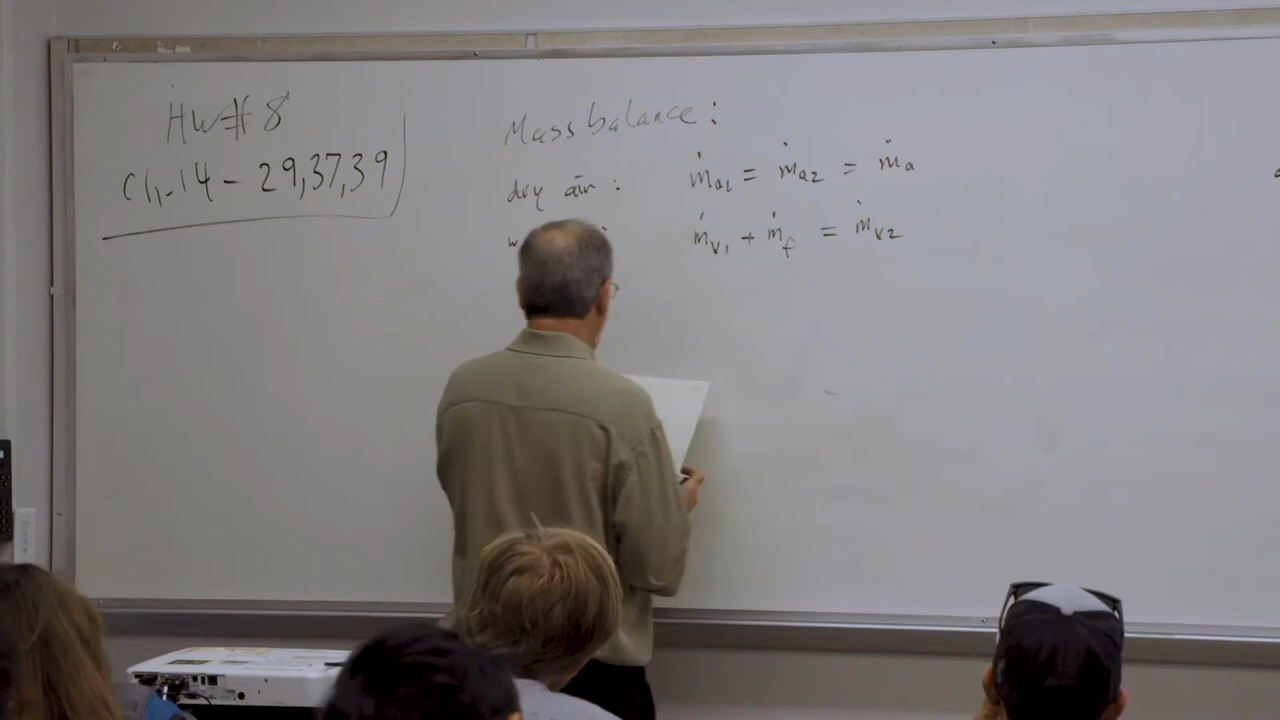 HW# 8
Ch-14 - 29,37,39
Mass balance:
dry air: ṁa1 = ṁa2 = ṁa
ṁv1 + ṁf = ṁv2